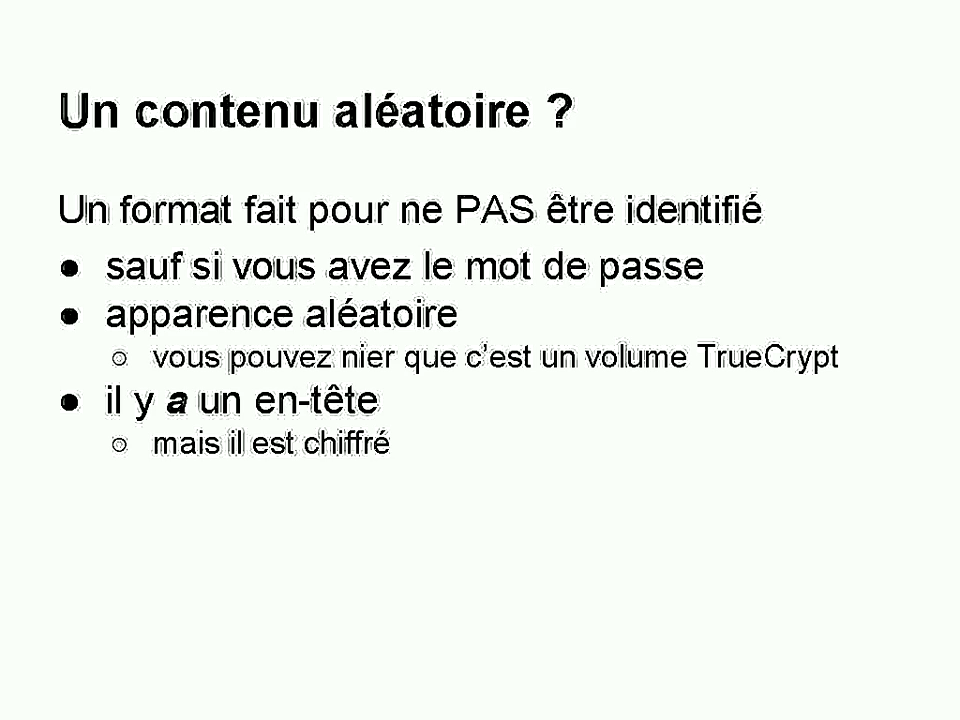 Un contenu aléatoire ?
Un format fait pour ne PAS être identifié
● sauf si vous avez le mot de passe
● apparence aléatoire
○ vous pouvez nier que c’est un volume TrueCrypt
● il y a un en-tête
○ mais il est chiffré